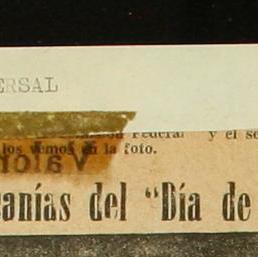 ERSAL
Federal y el se
los vemos en la foto.
anías del "Día de